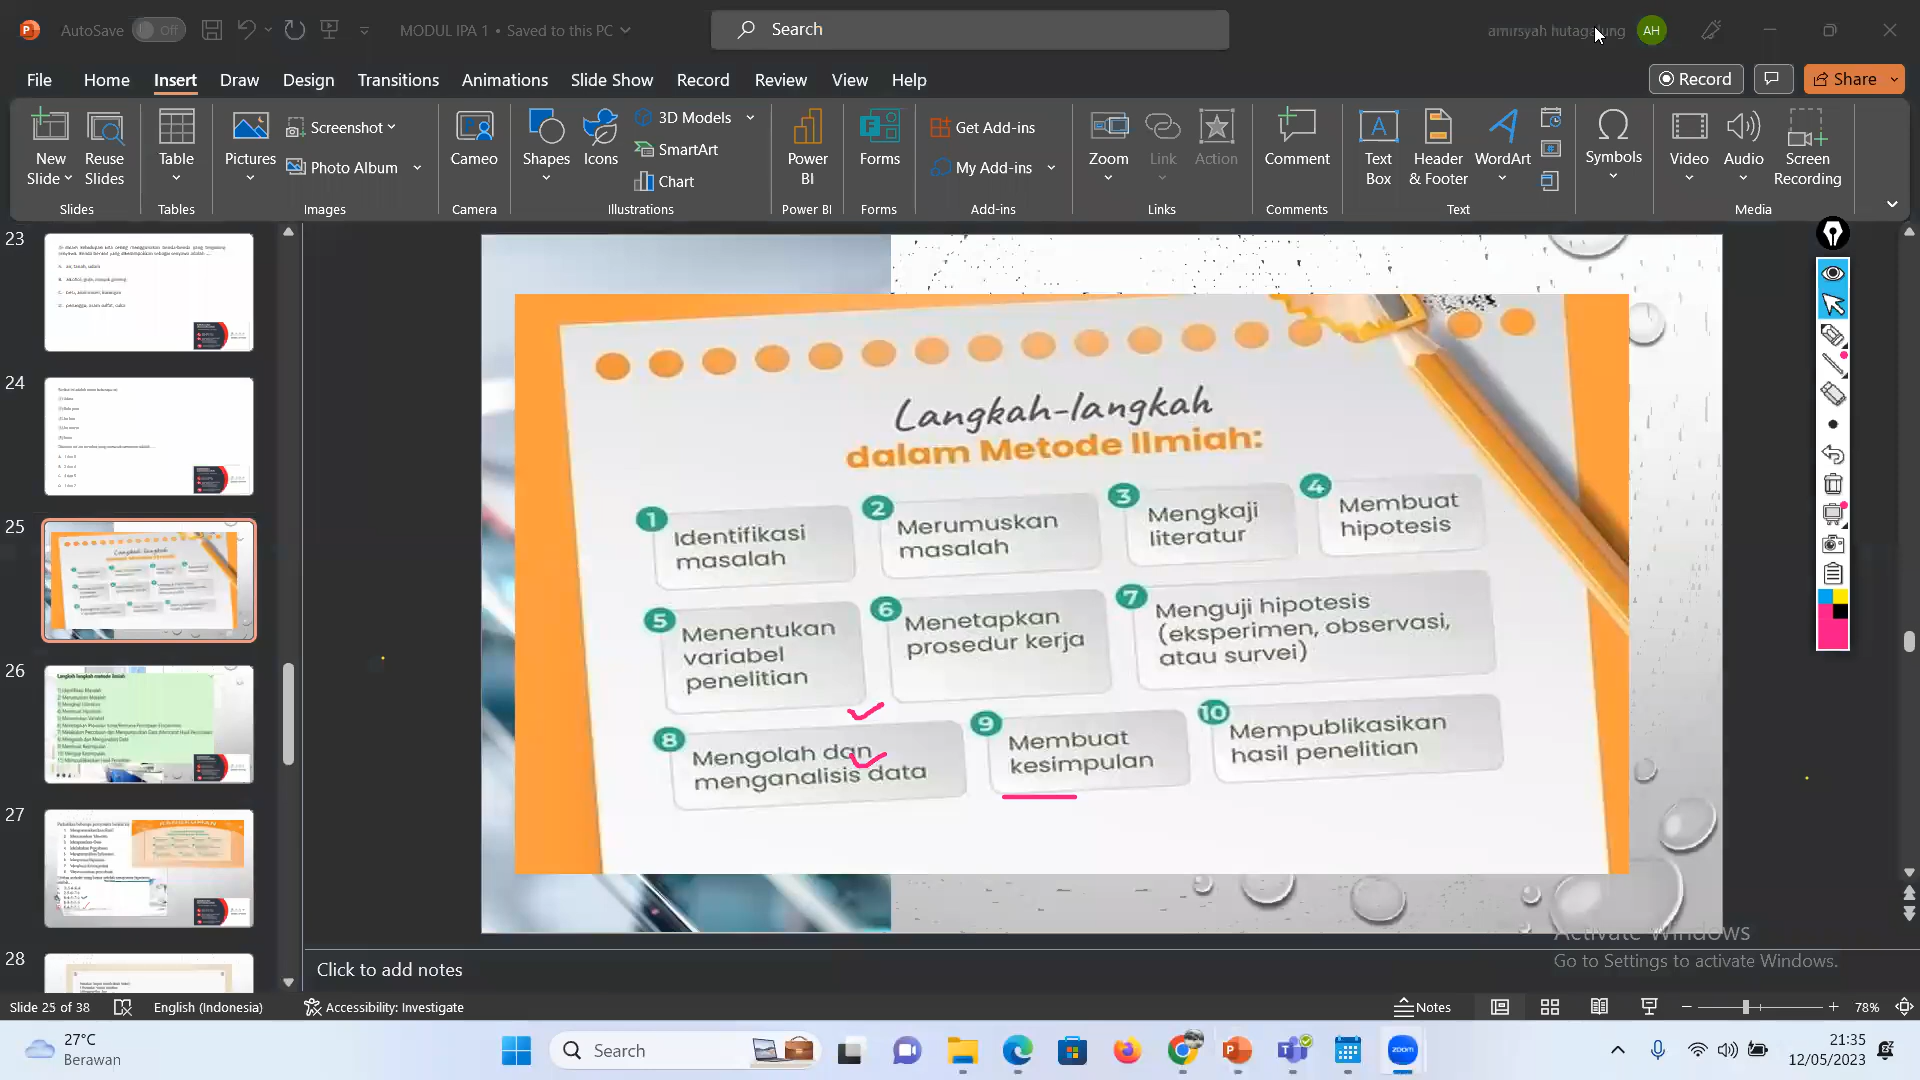 AutoSave Off MODUL IPA 1 • Saved to this PC Search amirsyah hutagalung AH
File Home Insert Draw Design Transitions Animations Slide Show Record Review View Help Record Share
New Slide Reuse Slides Table Pictures Screenshot Photo Album Cameo Shapes Icons 3D Models SmartArt Chart Power BI Forms Get Add-ins My Add-ins Zoom Link Action Comment Text Box Header & Footer WordArt Symbols Video Audio Screen Recording
Slides Tables Images Camera Illustrations Power BI Forms Add-ins Links Comments Text Media
23
24
25
26
Langkah langkah metode ilmiah
27
28
Langkah-langkah
dalam Metode Ilmiah:
1 Identifikasi
masalah
2 Merumuskan
masalah
3 Mengkaji
literatur
4 Membuat
hipotesis
5 Menentukan
variabel
penelitian
6 Menetapkan
prosedur kerja
7 Menguji hipotesis
(eksperimen, observasi,
atau survei)
8 Mengolah dan
menganalisis data
9 Membuat
kesimpulan
10 Mempublikasikan
hasil penelitian
Activate Windows
Go to Settings to activate Windows.
Click to add notes
Slide 25 of 38 English (Indonesia) Accessibility: Investigate Notes 78%
27°C
Berawan
Search
zoom
21:35
12/05/2023